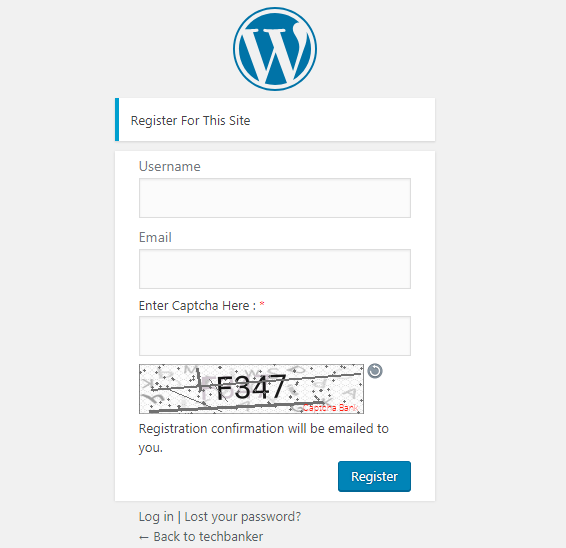 Register For This Site
Username
Email
Enter Captcha Here : *
F347
Captcha Bank
Registration confirmation will be emailed to
you.
Register
Log in | Lost your password?
← Back to techbanker